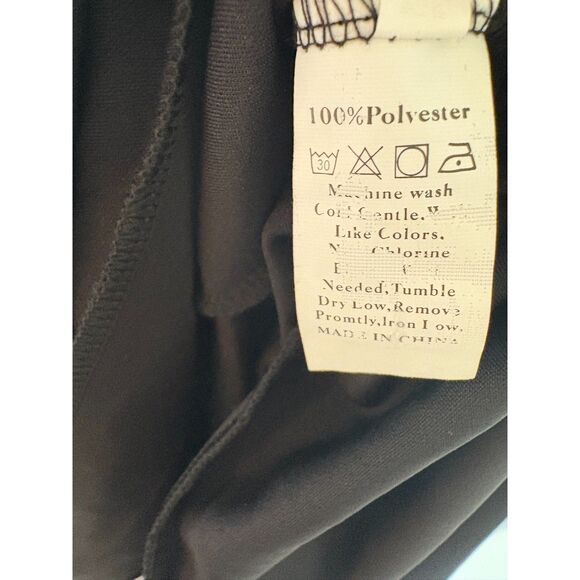 100%Polyester
30
Machine wash
Cold Gentle.
Like Colors.
Chlorine
Needed,Tumble
Dry Low,Remove
Promtly,Iron Low.
MADE IN CHINA